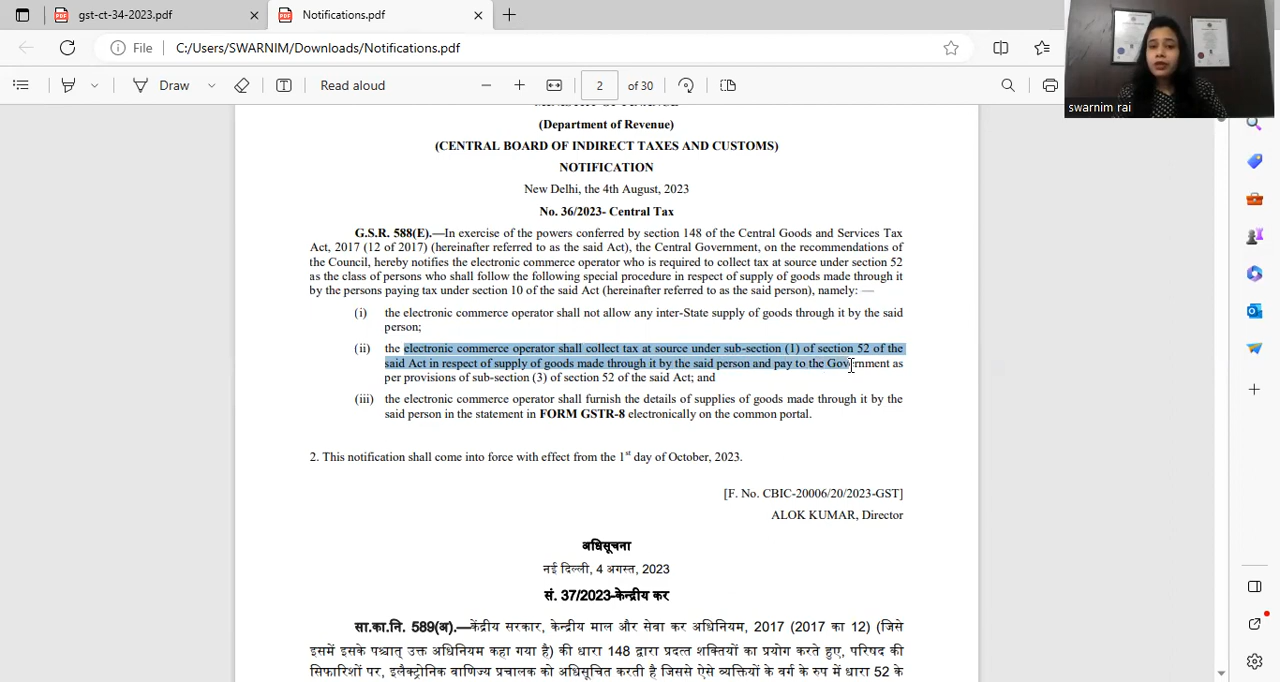 gst-ct-34-2023.pdf
Notifications.pdf
File
C:/Users/SWARNIM/Downloads/Notifications.pdf
Draw
Read aloud
2
of 30
swarnim rai
MINISTRY OF FINANCE
(Department of Revenue)
(CENTRAL BOARD OF INDIRECT TAXES AND CUSTOMS)
NOTIFICATION
New Delhi, the 4th August, 2023
No. 36/2023- Central Tax
G.S.R. 588(E).—In exercise of the powers conferred by section 148 of the Central Goods and Services Tax
Act, 2017 (12 of 2017) (hereinafter referred to as the said Act), the Central Government, on the recommendations of
the Council, hereby notifies the electronic commerce operator who is required to collect tax at source under section 52
as the class of persons who shall follow the following special procedure in respect of supply of goods made through it
by the persons paying tax under section 10 of the said Act (hereinafter referred to as the said person), namely: —
(i) the electronic commerce operator shall not allow any inter-State supply of goods through it by the said
person;
(ii) the electronic commerce operator shall collect tax at source under sub-section (1) of section 52 of the
said Act in respect of supply of goods made through it by the said person and pay to the Government as
per provisions of sub-section (3) of section 52 of the said Act; and
(iii) the electronic commerce operator shall furnish the details of supplies of goods made through it by the
said person in the statement in FORM GSTR-8 electronically on the common portal.
2. This notification shall come into force with effect from the 1st day of October, 2023.
[F. No. CBIC-20006/20/2023-GST]
ALOK KUMAR, Director
अधिसूचना
नई दिल्ली, 4 अगस्त, 2023
सं. 37/2023-केन्द्रीय कर
सा.का.नि. 589(अ).—केंद्रीय सरकार, केन्द्रीय माल और सेवा कर अधिनियम, 2017 (2017 का 12) (जिसे
इसमें इसके पश्चात् उक्त अधिनियम कहा गया है) की धारा 148 द्वारा प्रदत्त शक्तियों का प्रयोग करते हुए, परिषद की
सिफारिशों पर, इलैक्ट्रोनिक वाणिज्य प्रचालक को अधिसूचित करती है जिससे ऐसे व्यक्तियों के वर्ग के रुप में धारा 52 के